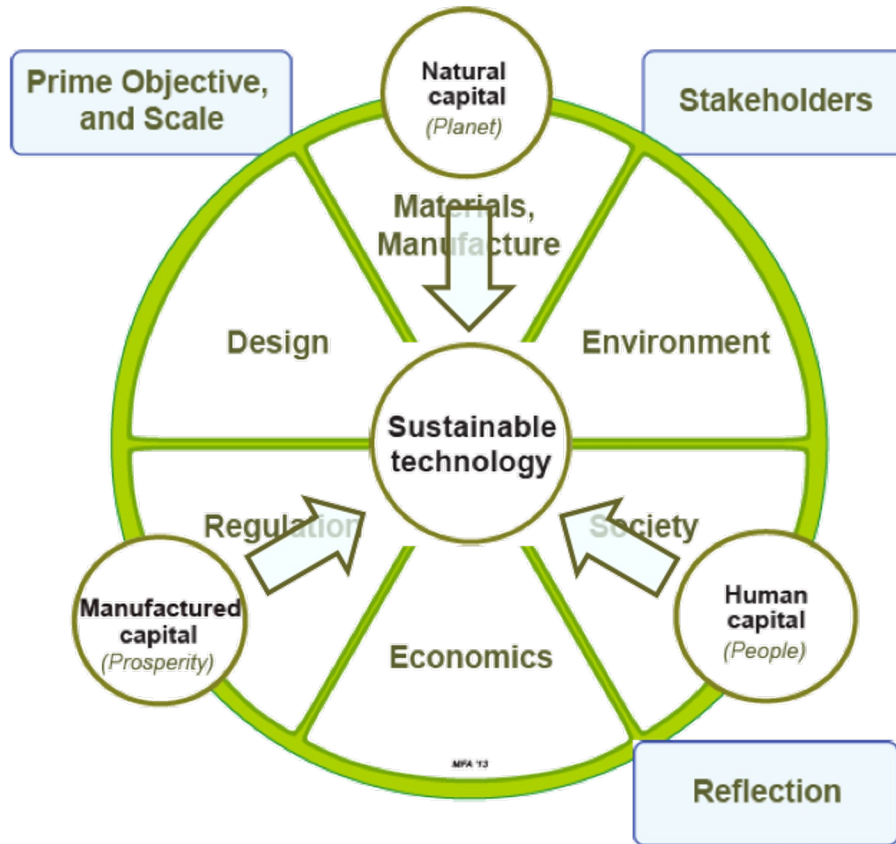 Natural
capital
(Planet)
Prime Objective,
and Scale
Stakeholders
Materials,
Manufacture
Design
Environment
Sustainable
technology
Regulation
Society
Manufactured
capital
(Prosperity)
Human
capital
(People)
Economics
MFA '13
Reflection